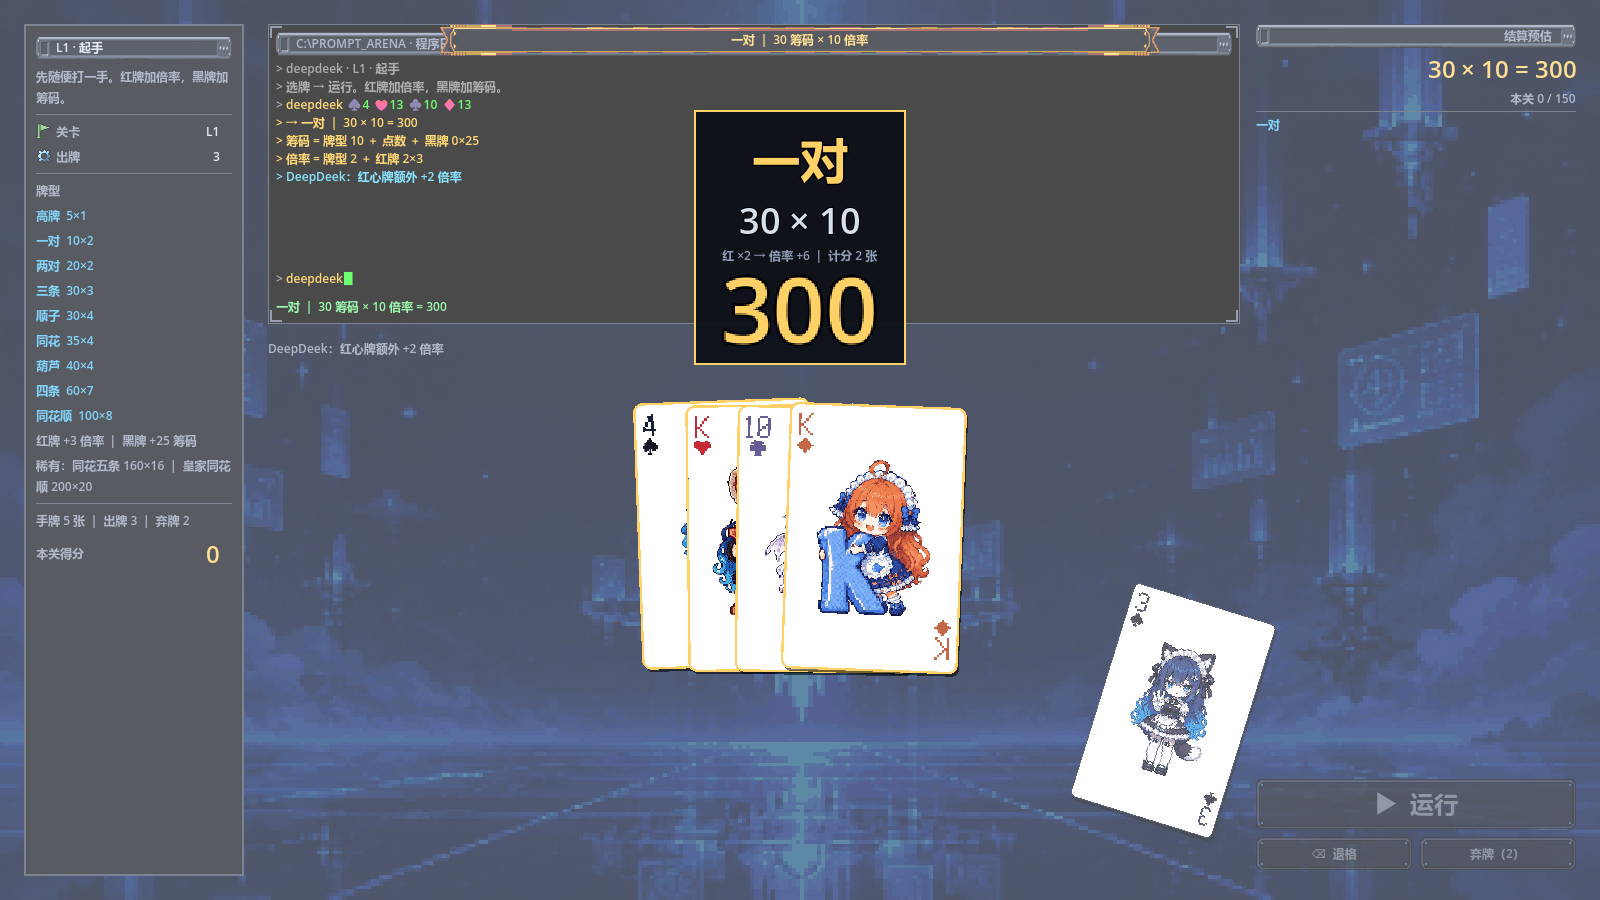 L1 · 起手
先随便打一手。红牌加倍率，黑牌加
筹码。
关卡 L1
出牌 3
牌型
高牌 5×1
一对 10×2
两对 20×2
三条 30×3
顺子 30×4
同花 35×4
葫芦 40×4
四条 60×7
同花顺 100×8
红牌 +3 倍率 | 黑牌 +25 筹码
稀有：同花五条 160×16 | 皇家同花
顺 200×20
手牌 5 张 | 出牌 3 | 弃牌 2
本关得分 0
C:\PROMPT_ARENA · 程序
一对 | 30 筹码 × 10 倍率
> deepdeek · L1 · 起手
> 选牌 → 运行。红牌加倍率，黑牌加筹码。
> deepdeek ♠4 ♥13 ♣10 ♦13
> → 一对 | 30 × 10 = 300
> 筹码 = 牌型 10 + 点数 + 黑牌 0×25
> 倍率 = 牌型 2 + 红牌 2×3
> DeepDeek：红心牌额外 +2 倍率
> deepdeek
一对 | 30 筹码 × 10 倍率 = 300
DeepDeek：红心牌额外 +2 倍率
一对
30 × 10
红 ×2 → 倍率 +6 | 计分 2 张
300
4
K
10
K
K
3
3
结算预估
30 × 10 = 300
本关 0 / 150
一对
运行
退格
弃牌 (2)